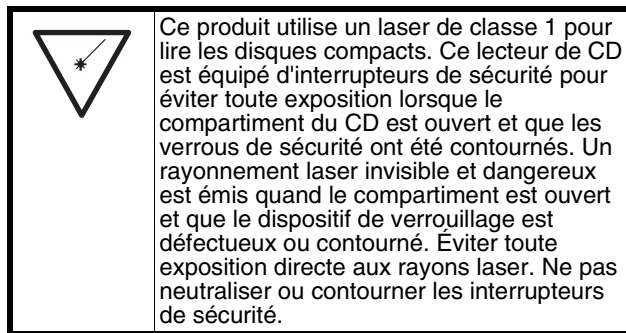 Ce produit utilise un laser de classe 1 pour
lire les disques compacts. Ce lecteur de CD
est équipé d'interrupteurs de sécurité pour
éviter toute exposition lorsque le
compartiment du CD est ouvert et que les
verrous de sécurité ont été contournés. Un
rayonnement laser invisible et dangereux
est émis quand le compartiment est ouvert
et que le dispositif de verrouillage est
défectueux ou contourné. Éviter toute
exposition directe aux rayons laser. Ne pas
neutraliser ou contourner les interrupteurs
de sécurité.